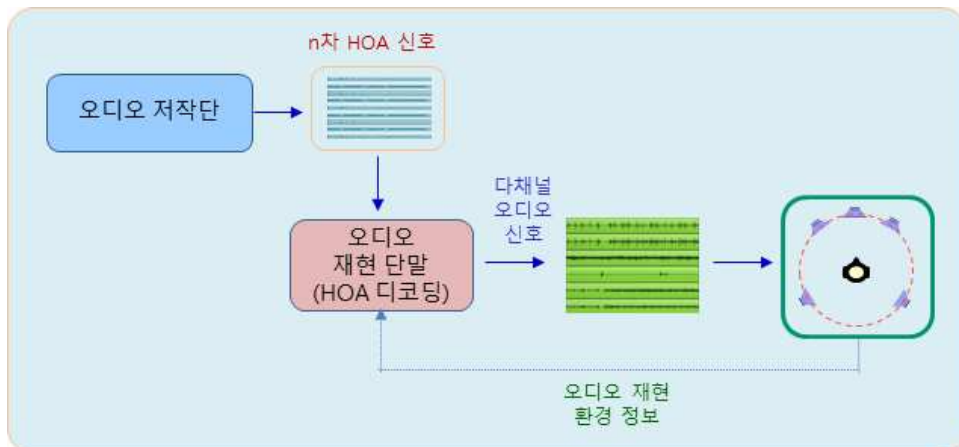 n차 HOA 신호
오디오 저작단
다채널
오디오
신호
오디오
재현 단말
(HOA 디코딩)
오디오 재현
환경 정보